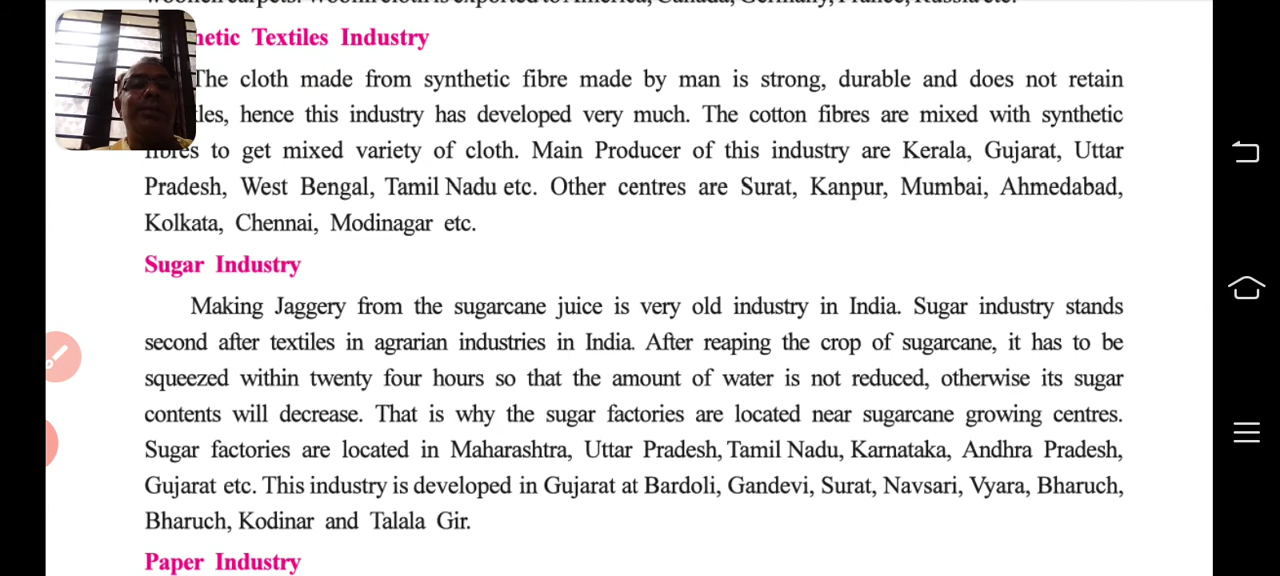 Textiles Industry
The cloth made from synthetic fibre made by man is strong, durable and does not retain
hence this industry has developed very much. The cotton fibres are mixed with synthetic
fibres to get mixed variety of cloth. Main Producer of this industry are Kerala, Gujarat, Uttar
Pradesh, West Bengal, Tamil Nadu etc. Other centres are Surat, Kanpur, Mumbai, Ahmedabad,
Kolkata, Chennai, Modinagar etc.
Sugar Industry
Making Jaggery from the sugarcane juice is very old industry in India. Sugar industry stands
second after textiles in agrarian industries in India. After reaping the crop of sugarcane, it has to be
squeezed within twenty four hours so that the amount of water is not reduced, otherwise its sugar
contents will decrease. That is why the sugar factories are located near sugarcane growing centres.
Sugar factories are located in Maharashtra, Uttar Pradesh, Tamil Nadu, Karnataka, Andhra Pradesh,
Gujarat etc. This industry is developed in Gujarat at Bardoli, Gandevi, Surat, Navsari, Vyara, Bharuch,
Bharuch, Kodinar and Talala Gir.
Paper Industry